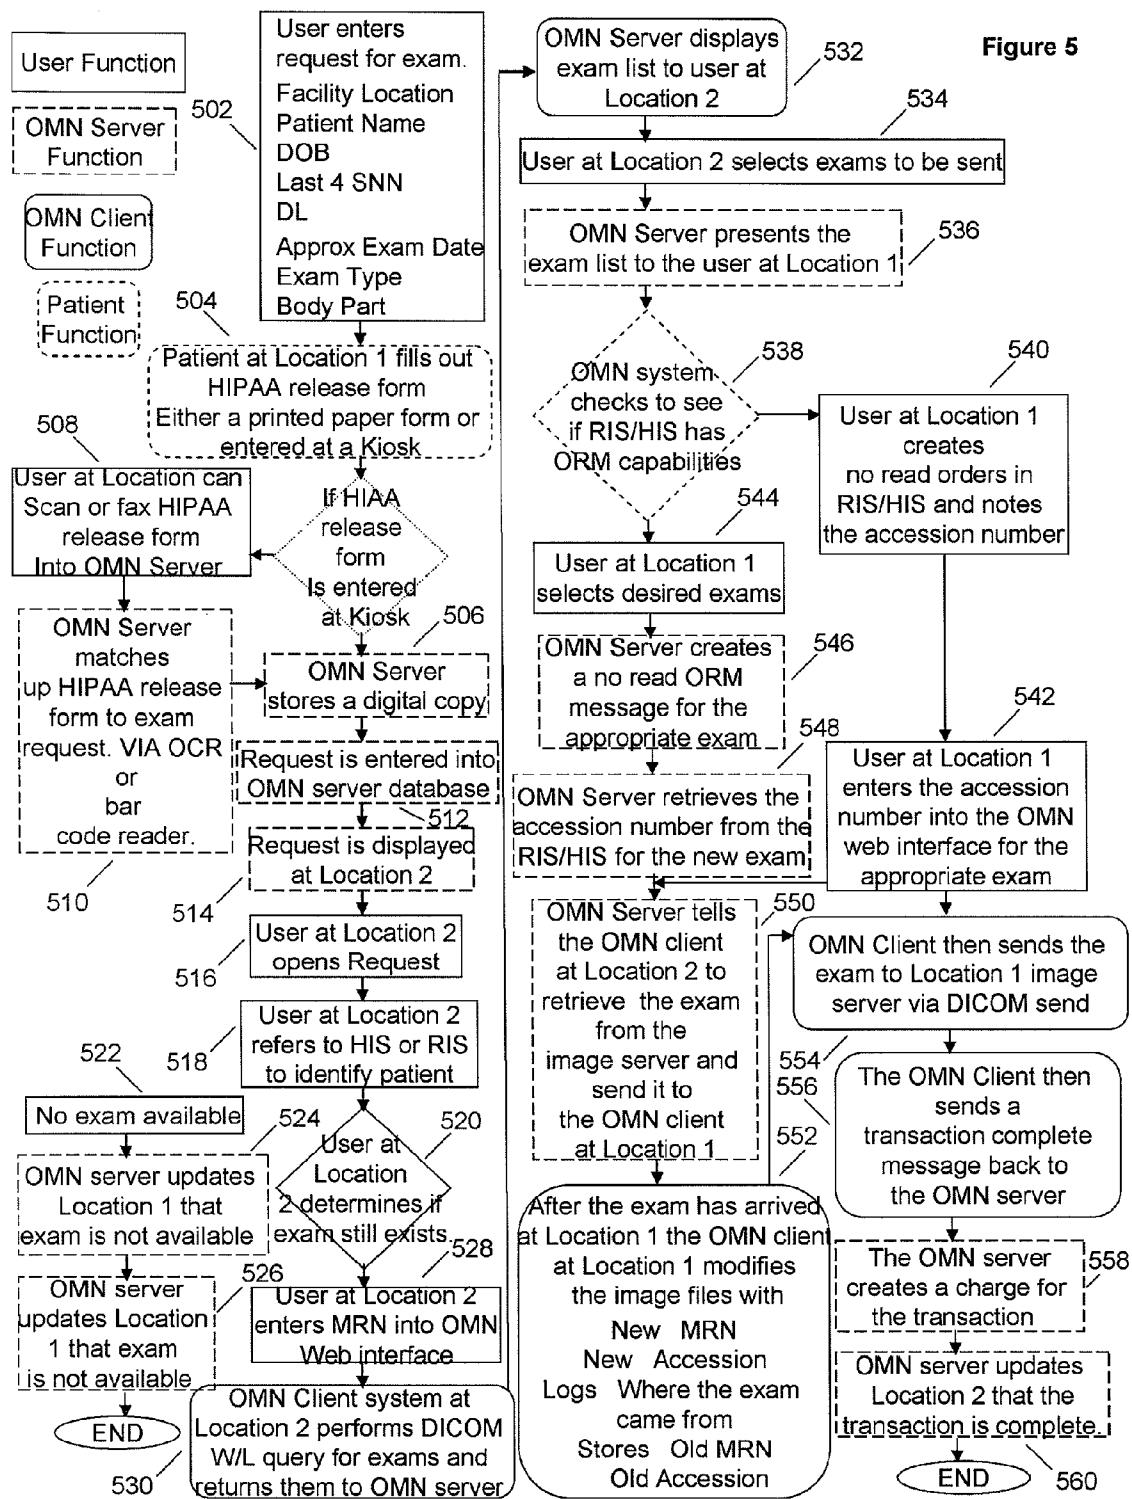 Figure 5
User Function
OMN Server
Function
OMN Client
Function
Patient
Function
502
User enters
request for exam.
Facility Location
Patient Name
DOB
Last 4 SNN
DL
Approx Exam Date
Exam Type
Body Part
504
Patient at Location 1 fills out
HIPAA release form
Either a printed paper form or
entered at a Kiosk
508
User at Location can
Scan or fax HIPAA
release form
Into OMN Server
If HIAA
release
form
Is entered
at Kiosk
506
OMN Server
stores a digital copy
OMN Server
matches
up HIPAA release
form to exam
request. VIA OCR
or
bar
code reader.
510
Request is entered into
OMN server database
512
Request is displayed
at Location 2
514
User at Location 2
opens Request
516
User at Location 2
refers to HIS or RIS
to identify patient
518
522
No exam available
524
OMN server updates
Location 1 that
exam is not available
520
User at
Location
2 determines if
exam still exists.
526
OMN server
updates Location
1 that exam
is not available
END
528
User at Location 2
enters MRN into OMN
Web interface
OMN Client system at
Location 2 performs DICOM
W/L query for exams and
returns them to OMN server
530
OMN Server displays
exam list to user at
Location 2
532
534
User at Location 2 selects exams to be sent
OMN Server presents the
exam list to the user at Location 1
536
OMN system
checks to see
if RIS/HIS has
ORM capabilities
538
540
User at Location 1
creates
no read orders in
RIS/HIS and notes
the accession number
544
User at Location 1
selects desired exams
OMN Server creates
a no read ORM
message for the
appropriate exam
546
548
OMN Server retrieves the
accession number from the
RIS/HIS for the new exam
542
User at Location 1
enters the accession
number into the OMN
web interface for the
appropriate exam
550
OMN Server tells
the OMN client
at Location 2 to
retrieve the exam
from the
image server and
send it to
the OMN client
at Location 1
552
After the exam has arrived
at Location 1 the OMN client
at Location 1 modifies
the image files with
New MRN
New Accession
Logs Where the exam
came from
Stores Old MRN
Old Accession
OMN Client then sends the
exam to Location 1 image
server via DICOM send
554
556
The OMN Client then
sends a
transaction complete
message back to
the OMN server
The OMN server
creates a charge for
the transaction
558
OMN server updates
Location 2 that the
transaction is complete.
560
END